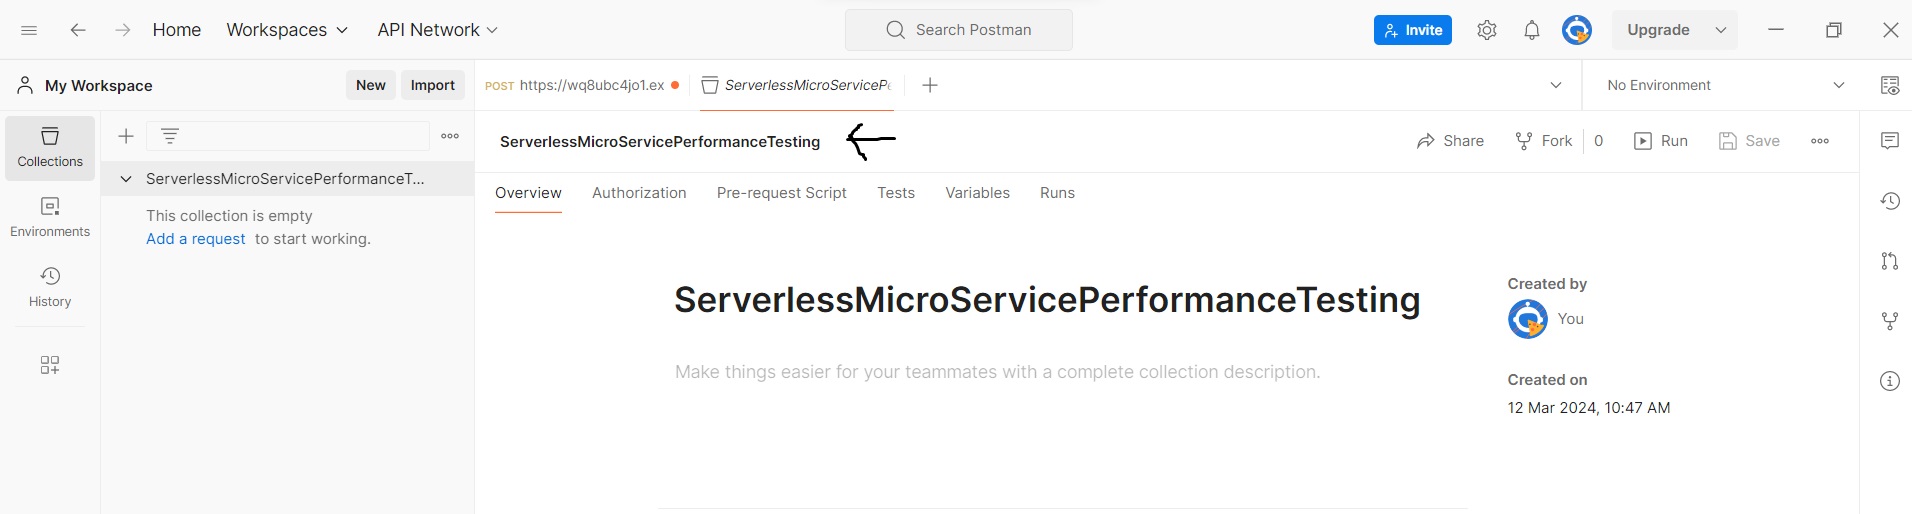 Home Workspaces API Network Search Postman Invite Upgrade
My Workspace New Import POST https://wq8ubc4jo1.ex ServerlessMicroServicePe No Environment
Collections
Environments
History
ServerlessMicroServicePerformanceT...
This collection is empty
Add a request to start working.
ServerlessMicroServicePerformanceTesting Share Fork 0 Run Save
Overview Authorization Pre-request Script Tests Variables Runs
ServerlessMicroServicePerformanceTesting
Make things easier for your teammates with a complete collection description.
Created by
You
Created on
12 Mar 2024, 10:47 AM